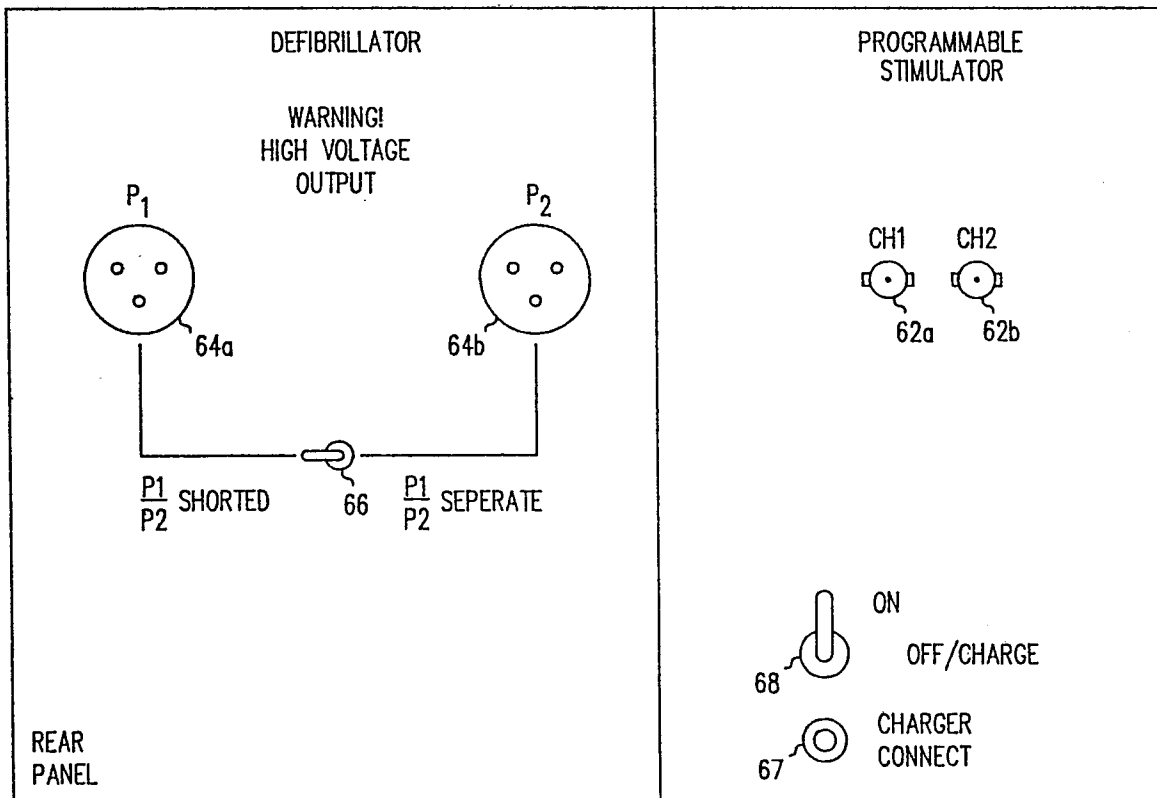 DEFIBRILLATOR
WARNING!
HIGH VOLTAGE
OUTPUT
P1
P2
64a
64b
P1
P2 SHORTED
66
P1
P2 SEPERATE
REAR
PANEL
PROGRAMMABLE
STIMULATOR
CH1 CH2
62a 62b
ON
OFF/CHARGE
68
CHARGER
CONNECT
67